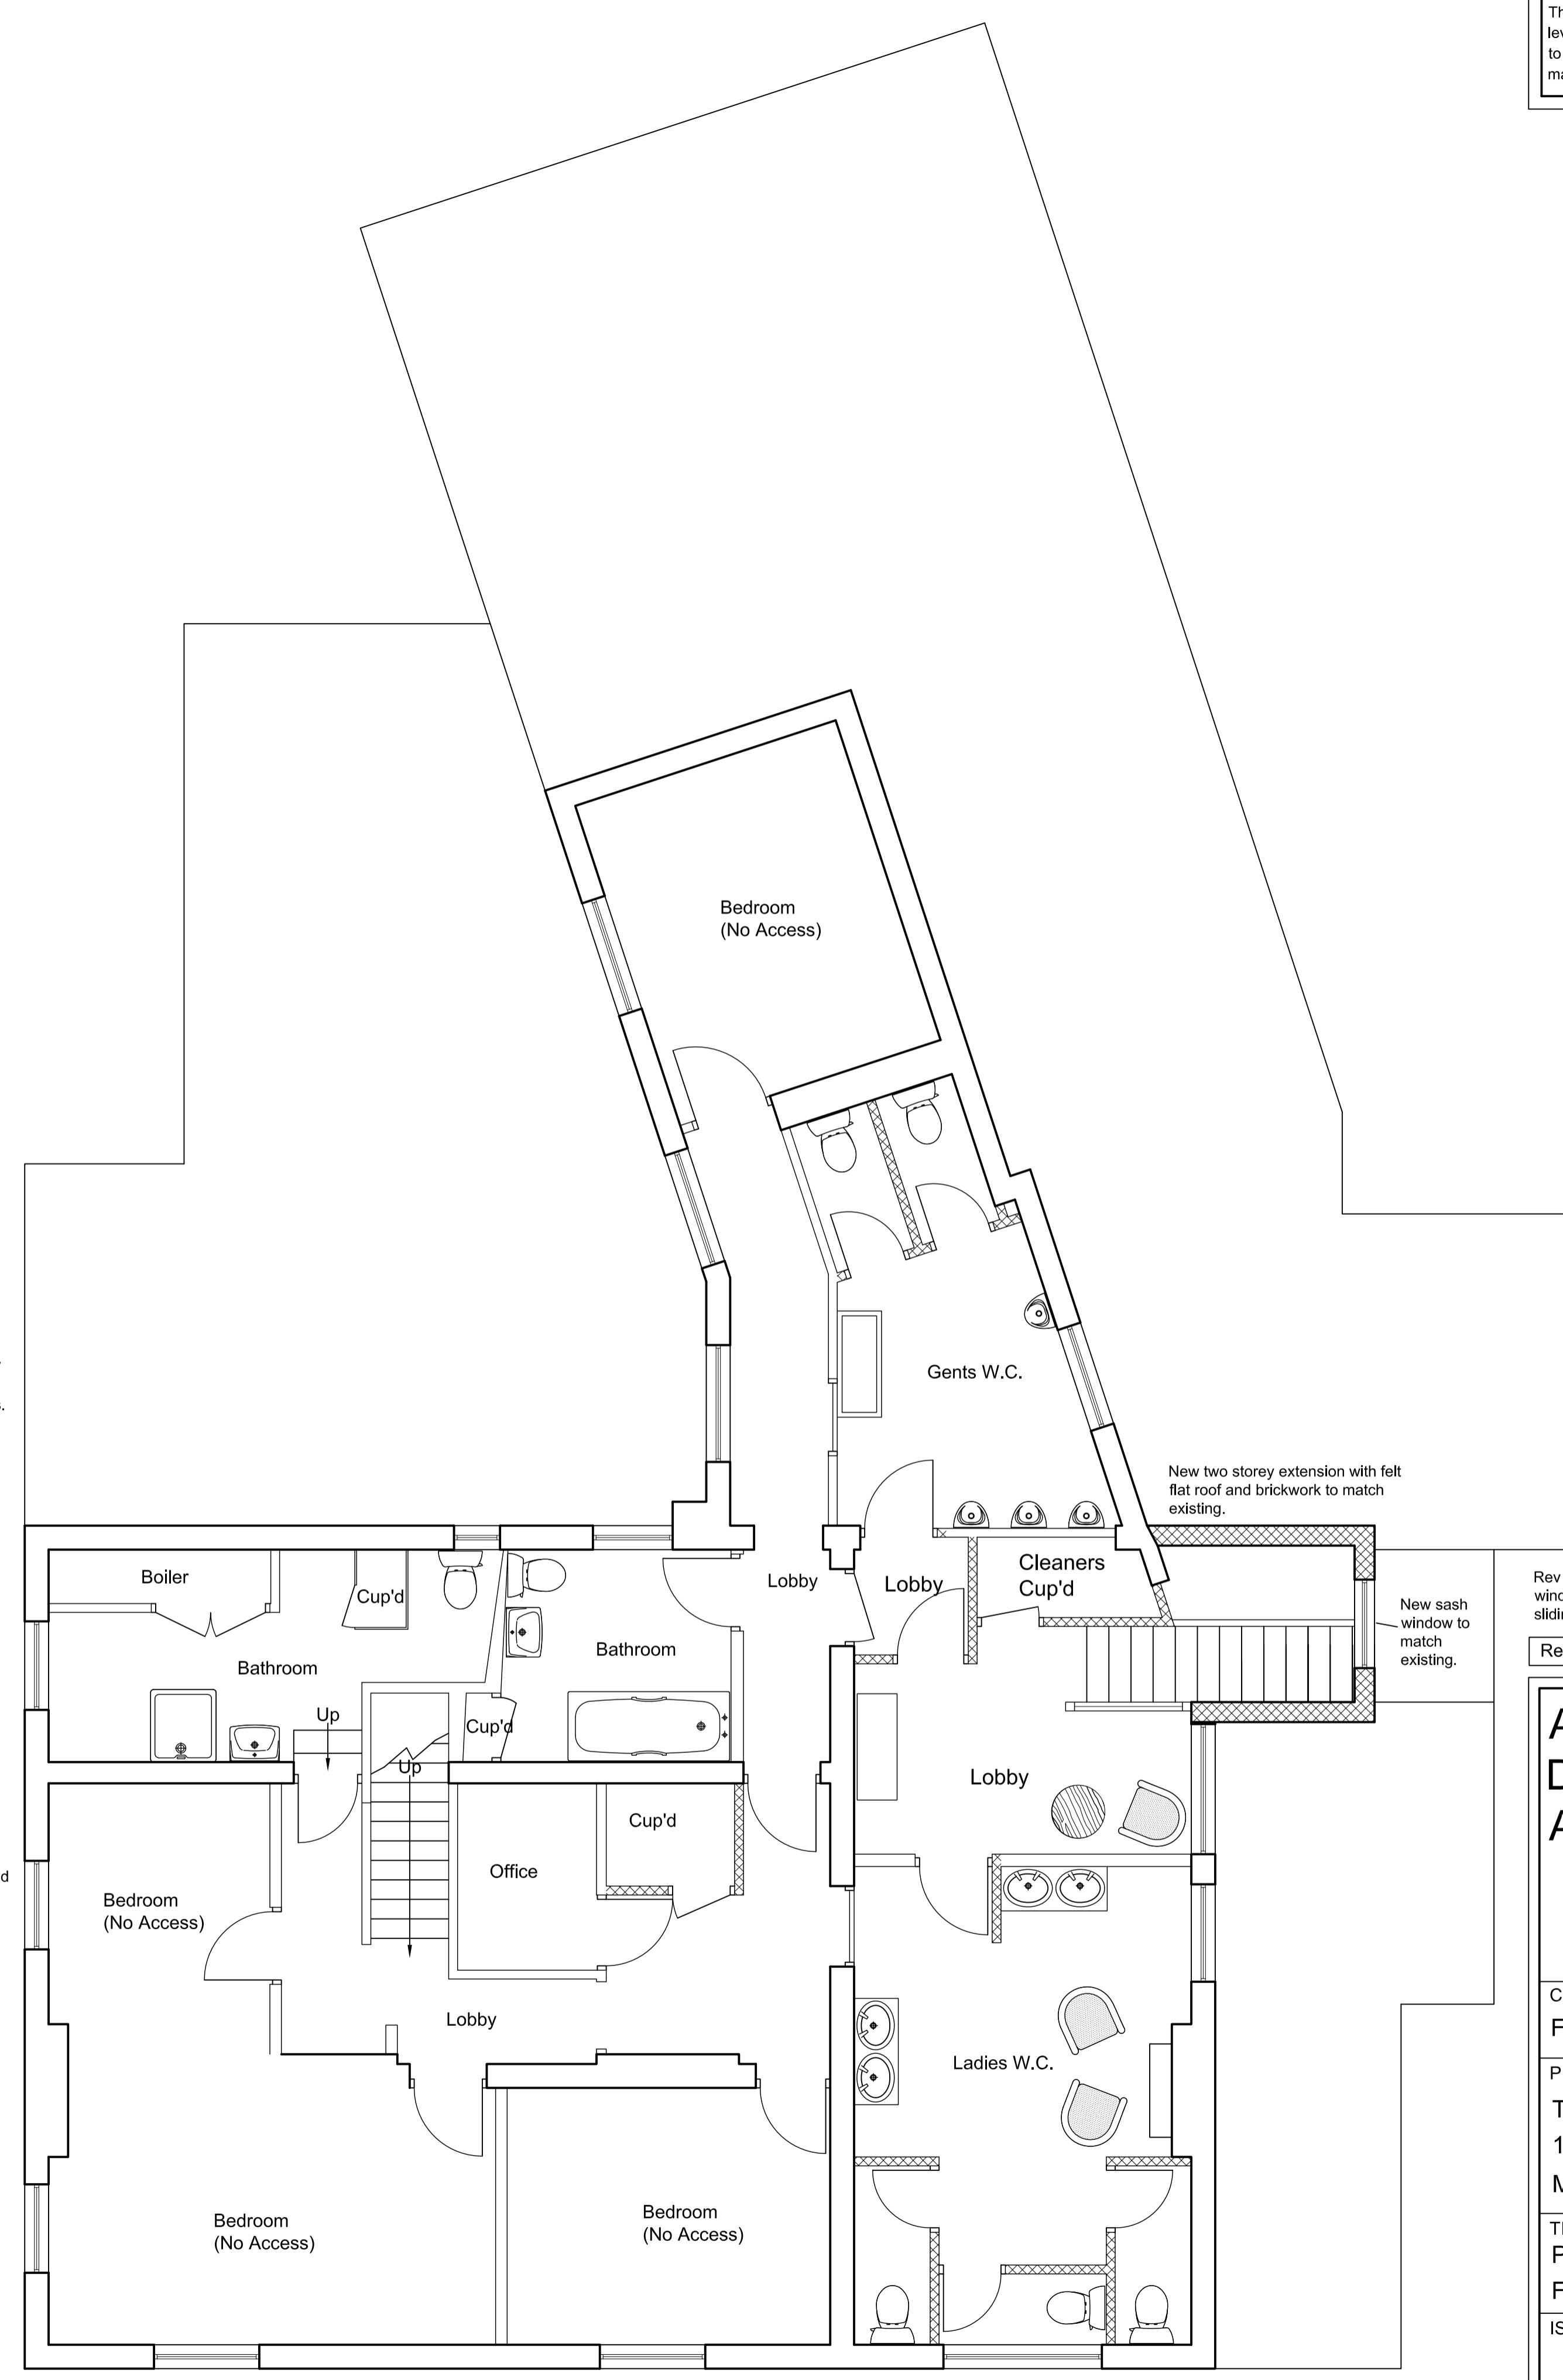 Bedroom
(No Access)
Gents W.C.
New two storey extension with felt
flat roof and brickwork to match
existing.
Boiler
Cup'd
Lobby
Lobby
Cleaners
Cup'd
New sash
window to
match
existing.
Bathroom
Bathroom
Up
Cup'd
Up
Lobby
Cup'd
Office
Bedroom
(No Access)
Lobby
Ladies W.C.
Bedroom
(No Access)
Bedroom
(No Access)
to
Rev